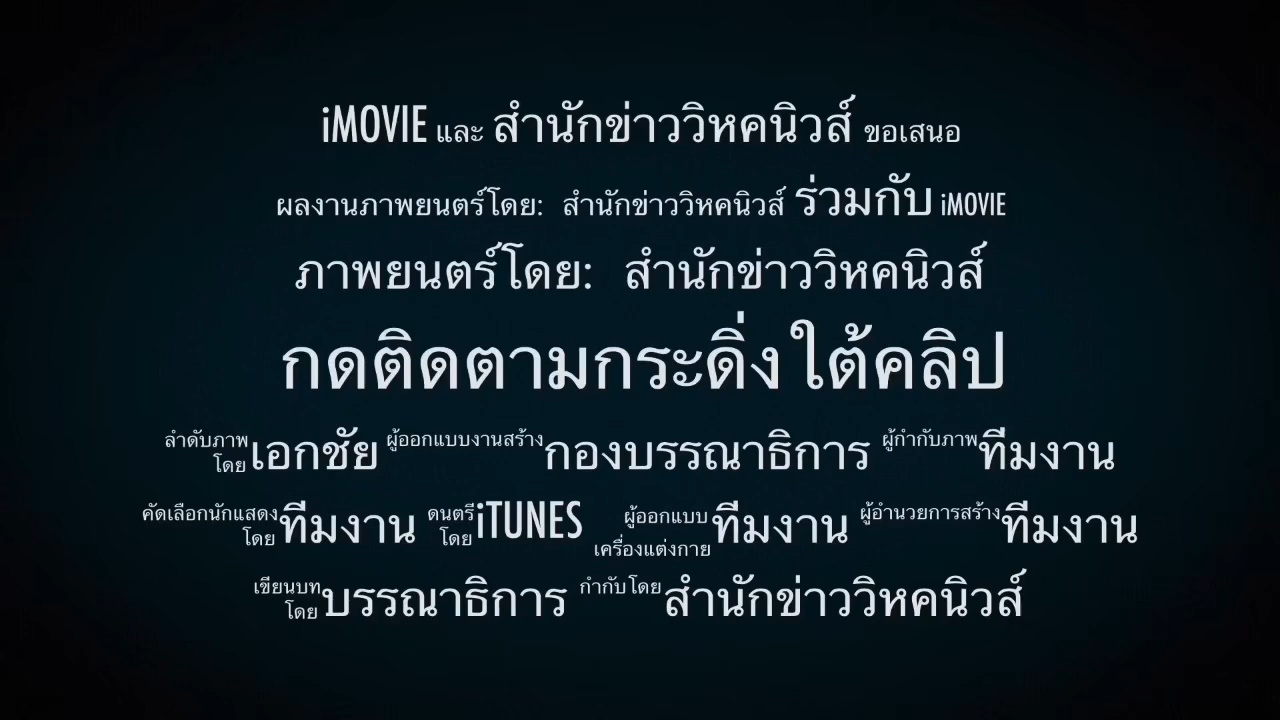 iMOVIE และ สำนักข่าววิหคนิวส์ ขอเสนอ
ผลงานภาพยนตร์โดย: สำนักข่าววิหคนิวส์ ร่วมกับ iMOVIE
ภาพยนตร์โดย: สำนักข่าววิหคนิวส์
กดติดตามกระดิ่ง ใต้คลิป
ลำดับภาพโดย เอกชัย ผู้ออกแบบงานสร้าง กองบรรณาธิการ ผู้กำกับภาพ ทีมงาน
คัดเลือกนักแสดงโดย ทีมงาน ดนตรีโดย iTUNES ผู้ออกแบบเครื่องแต่งกาย ทีมงาน ผู้อำนวยการสร้าง ทีมงาน
เขียนบทโดย บรรณาธิการ กำกับโดย สำนักข่าววิหคนิวส์